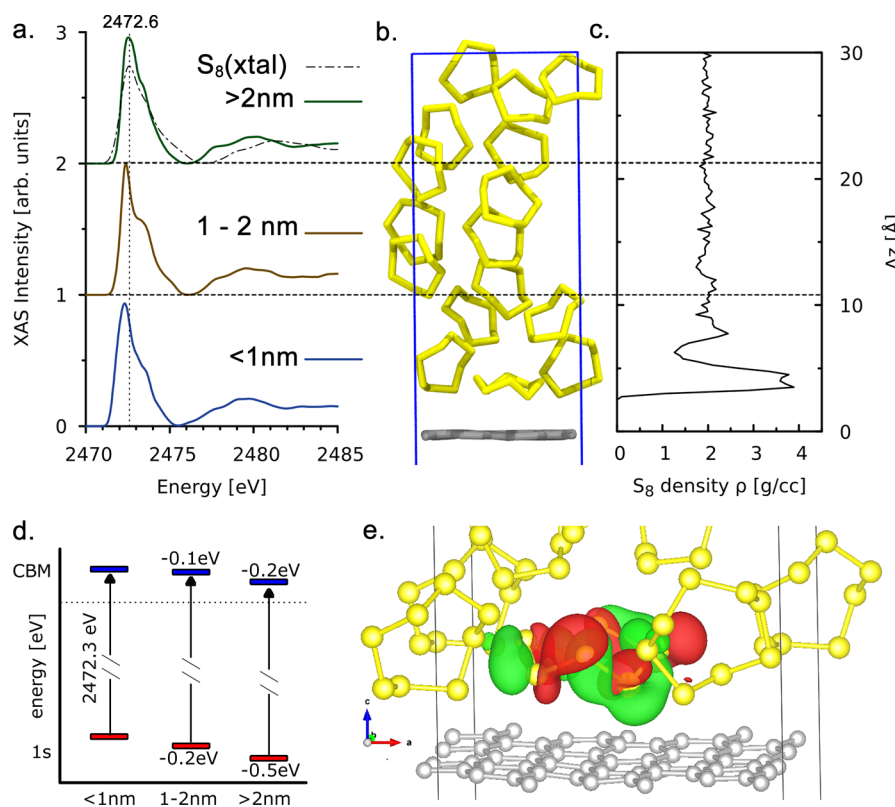 a.
2472.6
3
S₈(xtal)
>2nm
2
1 - 2 nm
1
<1nm
0
2470 2475 2480 2485
Energy [eV]
XAS Intensity [arb. units]
b.
c.
30
20
10
0
Δz [Å]
0 1 2 3 4
S₈ density ρ [g/cc]
d.
CBM
-0.1eV
-0.2eV
energy [eV]
2472.3 eV
1s
-0.2eV
-0.5eV
<1nm 1-2nm >2nm
e.
c
b
a